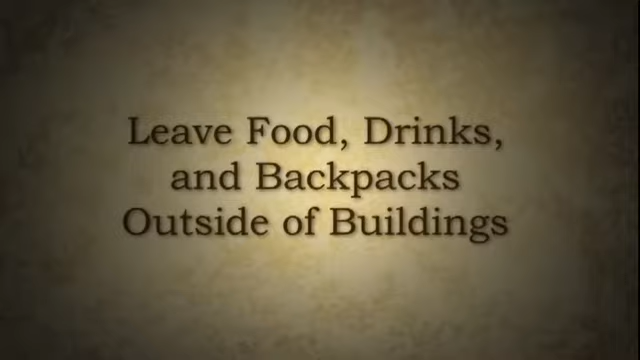 Leave Food, Drinks,
and Backpacks
Outside of Buildings